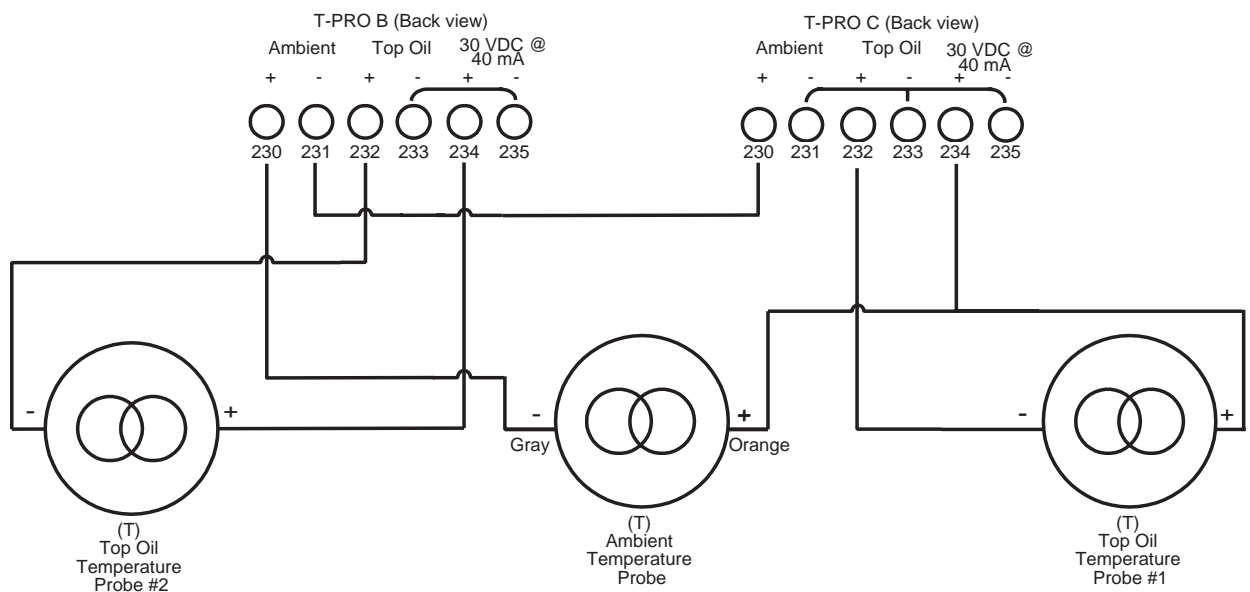 T-PRO B (Back view)
Ambient Top Oil 30 VDC @
40 mA
+ - + - + -
230 231 232 233 234 235
T-PRO C (Back view)
Ambient Top Oil 30 VDC @
40 mA
+ - + - + -
230 231 232 233 234 235
- +
(T)
Top Oil
Temperature
Probe #2
- +
Gray Orange
(T)
Ambient
Temperature
Probe
- +
(T)
Top Oil
Temperature
Probe #1